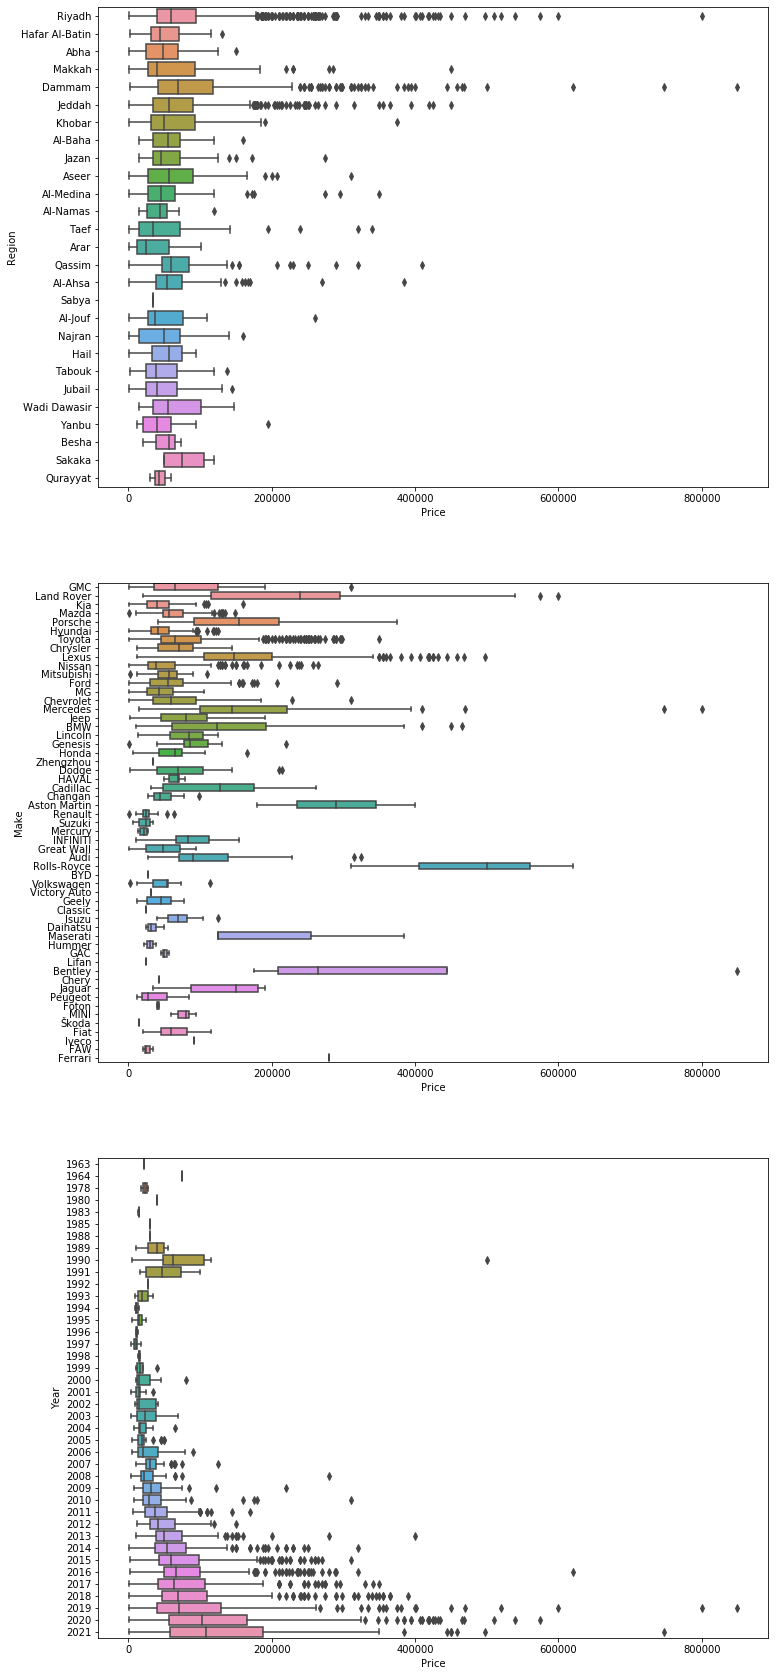 Riyadh
Hafar Al-Batin
Abha
Makkah
Dammam
Jeddah
Khobar
Al-Baha
Jazan
Aseer
Al-Medina
Al-Namas
Taef
Arar
Qassim
Al-Ahsa
Sabya
Al-Jouf
Najran
Hail
Tabouk
Jubail
Wadi Dawasir
Yanbu
Besha
Sakaka
Qurayyat
Region
0 200000 400000 600000 800000
Price
GMC
Land Rover
Kia
Mazda
Porsche
Hyundai
Toyota
Chrysler
Lexus
Nissan
Mitsubishi
Ford
MG
Chevrolet
Mercedes
Jeep
BMW
Lincoln
Genesis
Honda
Zhengzhou
Dodge
HAVAL
Cadillac
Changan
Aston Martin
Renault
Suzuki
Mercury
INFINITI
Great Wall
Audi
Rolls-Royce
BYD
Volkswagen
Victory Auto
Geely
Classic
Isuzu
Daihatsu
Maserati
Hummer
GAC
Lifan
Bentley
Chery
Jaguar
Peugeot
Foton
MINI
Škoda
Fiat
Iveco
FAW
Ferrari
Make
0 200000 400000 600000 800000
Price
1963
1964
1978
1980
1983
1985
1988
1989
1990
1991
1992
1993
1994
1995
1996
1997
1998
1999
2000
2001
2002
2003
2004
2005
2006
2007
2008
2009
2010
2011
2012
2013
2014
2015
2016
2017
2018
2019
2020
2021
Year
0 200000 400000 600000 800000
Price